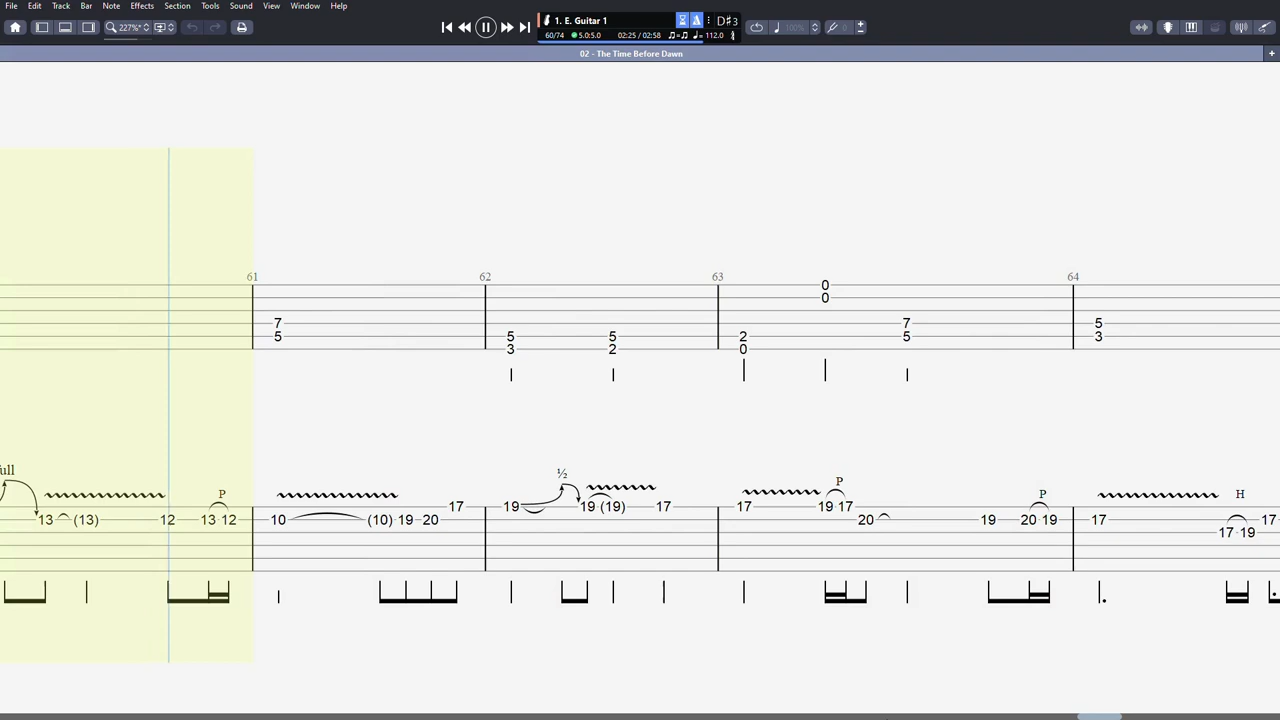 File Edit Track Bar Note Effects Section Tools Sound View Window Help
227% 1. E. Guitar 1 D♯3 100% 0
60/74 5.0:5.0 02:25 / 02:58 ♫=♫ ♩= 112.0
02 - The Time Before Dawn
61 62 63 64
0
0
7 7 5
5 5 5 2 5 3
3 2 0
½
full P P P H
19 19 (19) 17 17 19 17
17
13 (13) 12 13 12 10 (10) 19 20 20 19 20 19 17 17
17 19